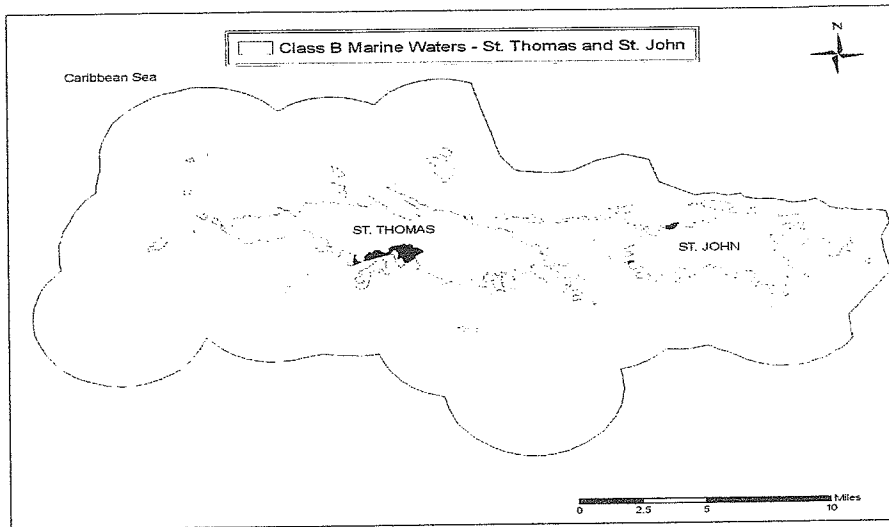 Class B Marine Waters - St. Thomas and St. John
N
Caribbean Sea
ST. THOMAS
ST. JOHN
Miles
0 2.5 5 10